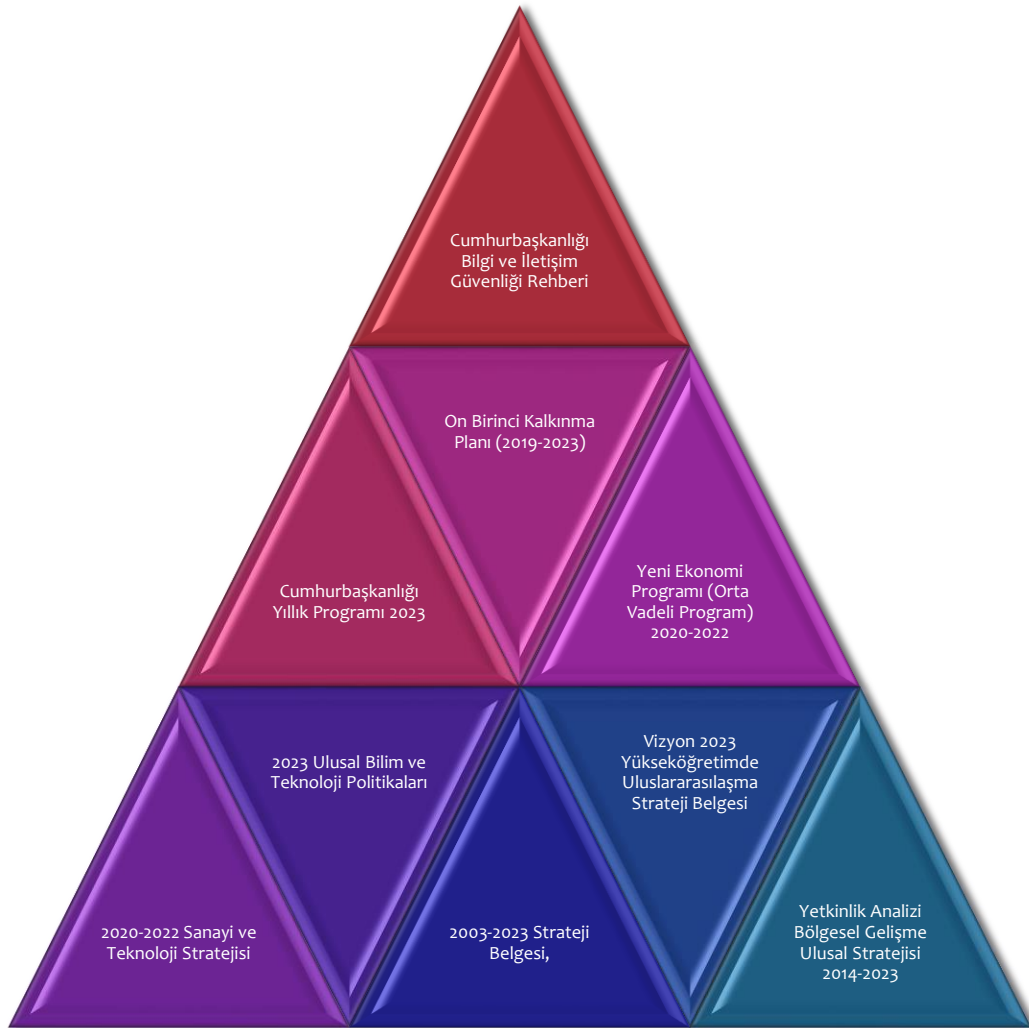 Cumhurbaşkanlığı
Bilgi ve İletişim
Güvenliği Rehberi
On Birinci Kalkınma
Planı (2019-2023)
Cumhurbaşkanlığı
Yıllık Programı 2023
Yeni Ekonomi
Programı (Orta
Vadeli Program)
2020-2022
2023 Ulusal Bilim ve
Teknoloji Politikaları
Vizyon 2023
Yükseköğretimde
Uluslararasılaşma
Strateji Belgesi
2020-2022 Sanayi ve
Teknoloji Stratejisi
2003-2023 Strateji
Belgesi,
Yetkinlik Analizi
Bölgesel Gelişme
Ulusal Stratejisi
2014-2023